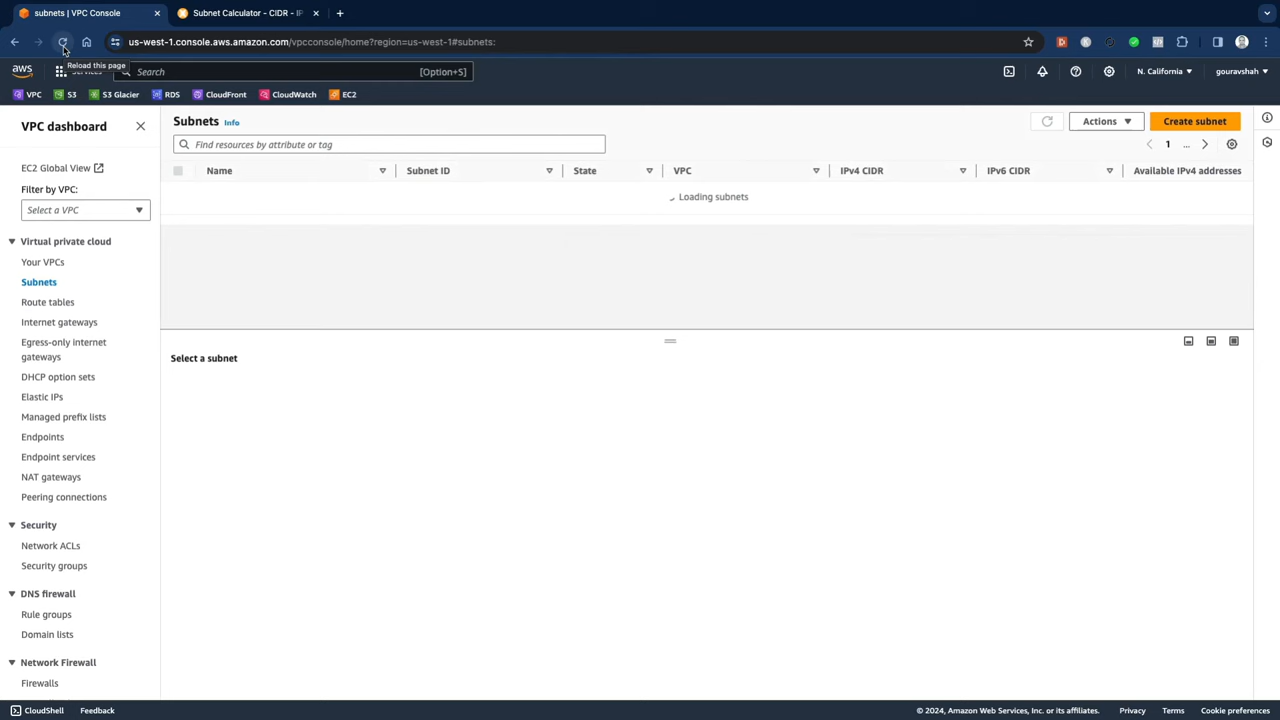 subnets | VPC Console
Subnet Calculator - CIDR - IP
us-west-1.console.aws.amazon.com/vpcconsole/home?region=us-west-1#subnets:
Reload this page
aws
Services
Search
[Option+S]
N. California
gouravshah
VPC
S3
S3 Glacier
RDS
CloudFront
CloudWatch
EC2
VPC dashboard
EC2 Global View
Filter by VPC:
Select a VPC
Virtual private cloud
Your VPCs
Subnets
Route tables
Internet gateways
Egress-only internet
gateways
DHCP option sets
Elastic IPs
Managed prefix lists
Endpoints
Endpoint services
NAT gateways
Peering connections
Security
Network ACLs
Security groups
DNS firewall
Rule groups
Domain lists
Network Firewall
Firewalls
Subnets Info
Actions
Create subnet
Find resources by attribute or tag
1 ...
Name
Subnet ID
State
VPC
IPv4 CIDR
IPv6 CIDR
Available IPv4 addresses
Loading subnets
Select a subnet
CloudShell
Feedback
© 2024, Amazon Web Services, Inc. or its affiliates.
Privacy
Terms
Cookie preferences